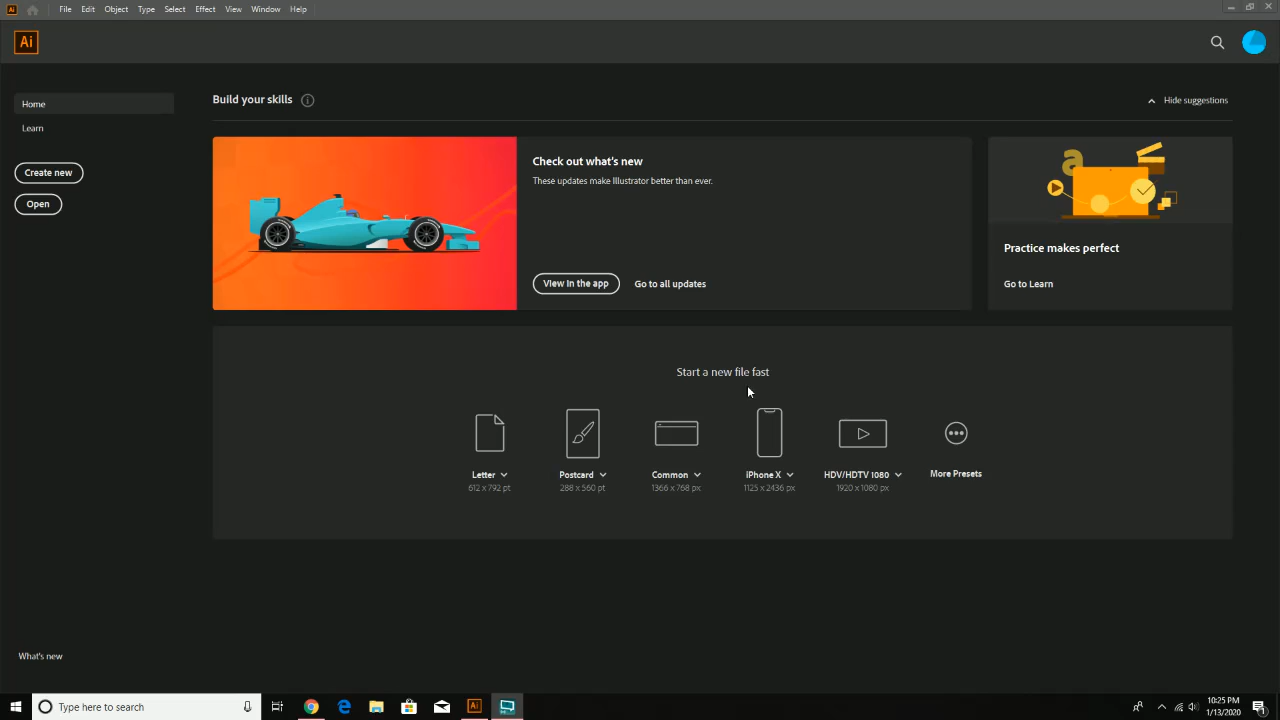 Ai File Edit Object Type Select Effect View Window Help
Ai
Home
Learn
Create new
Open
Build your skills i
Hide suggestions
Check out what's new
These updates make Illustrator better than ever.
View in the app Go to all updates
a
Practice makes perfect
Go to Learn
Start a new file fast
Letter Postcard Common iPhone X HDV/HDTV 1080 More Presets
612 x 792 pt 288 x 560 pt 1366 x 768 px 1125 x 2436 px 1920 x 1080 px
What's new
Type here to search
Ai
10:25 PM
1/13/2020
1